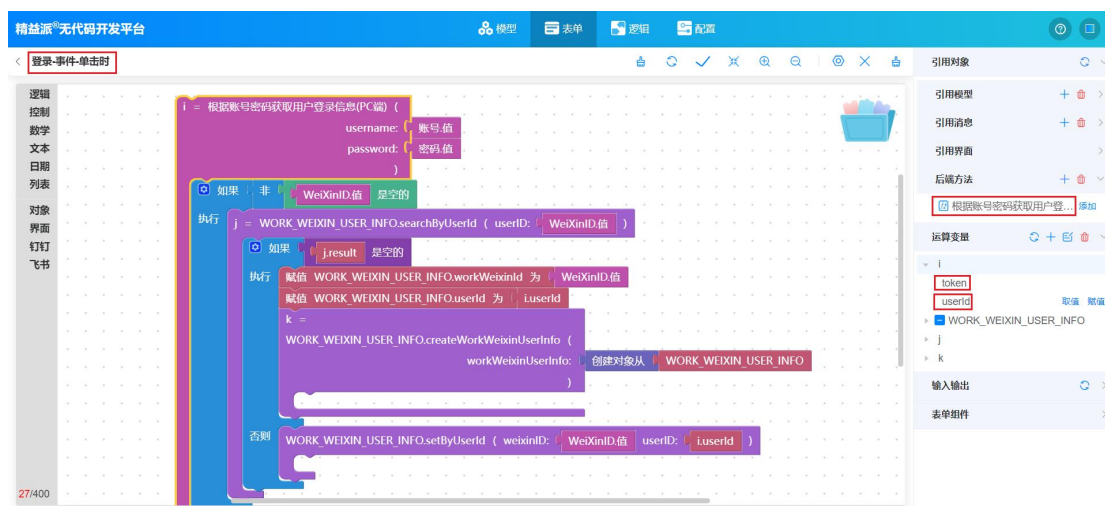 精益派®无代码开发平台
模型
表单
逻辑
配置
登录-事件-单击时
引用对象
逻辑
控制
数学
文本
日期
列表
对象
界面
钉钉
飞书
i = 根据账号密码获取用户登录信息(PC端) (
username: 账号.值
password: 密码.值
)
如果 非 WeiXinID.值 是空的
执行 j = WORK_WEIXIN_USER_INFO.searchByUserId ( userID: WeiXinID.值 )
如果 j.result 是空的
执行 赋值 WORK_WEIXIN_USER_INFO.workWeixinId 为 WeiXinID.值
赋值 WORK_WEIXIN_USER_INFO.userId 为 i.userId
k =
WORK_WEIXIN_USER_INFO.createWorkWeixinUserInfo (
workWeixinUserInfo: 创建对象从 WORK_WEIXIN_USER_INFO
)
否则 WORK_WEIXIN_USER_INFO.setByUserId ( weixinID: WeiXinID.值 userID: i.userId )
27/400
引用模型
引用消息
引用界面
后端方法
根据账号密码获取用户登... 添加
运算变量
i
token
userId 取值 赋值
WORK_WEIXIN_USER_INFO
j
k
输入输出
表单组件